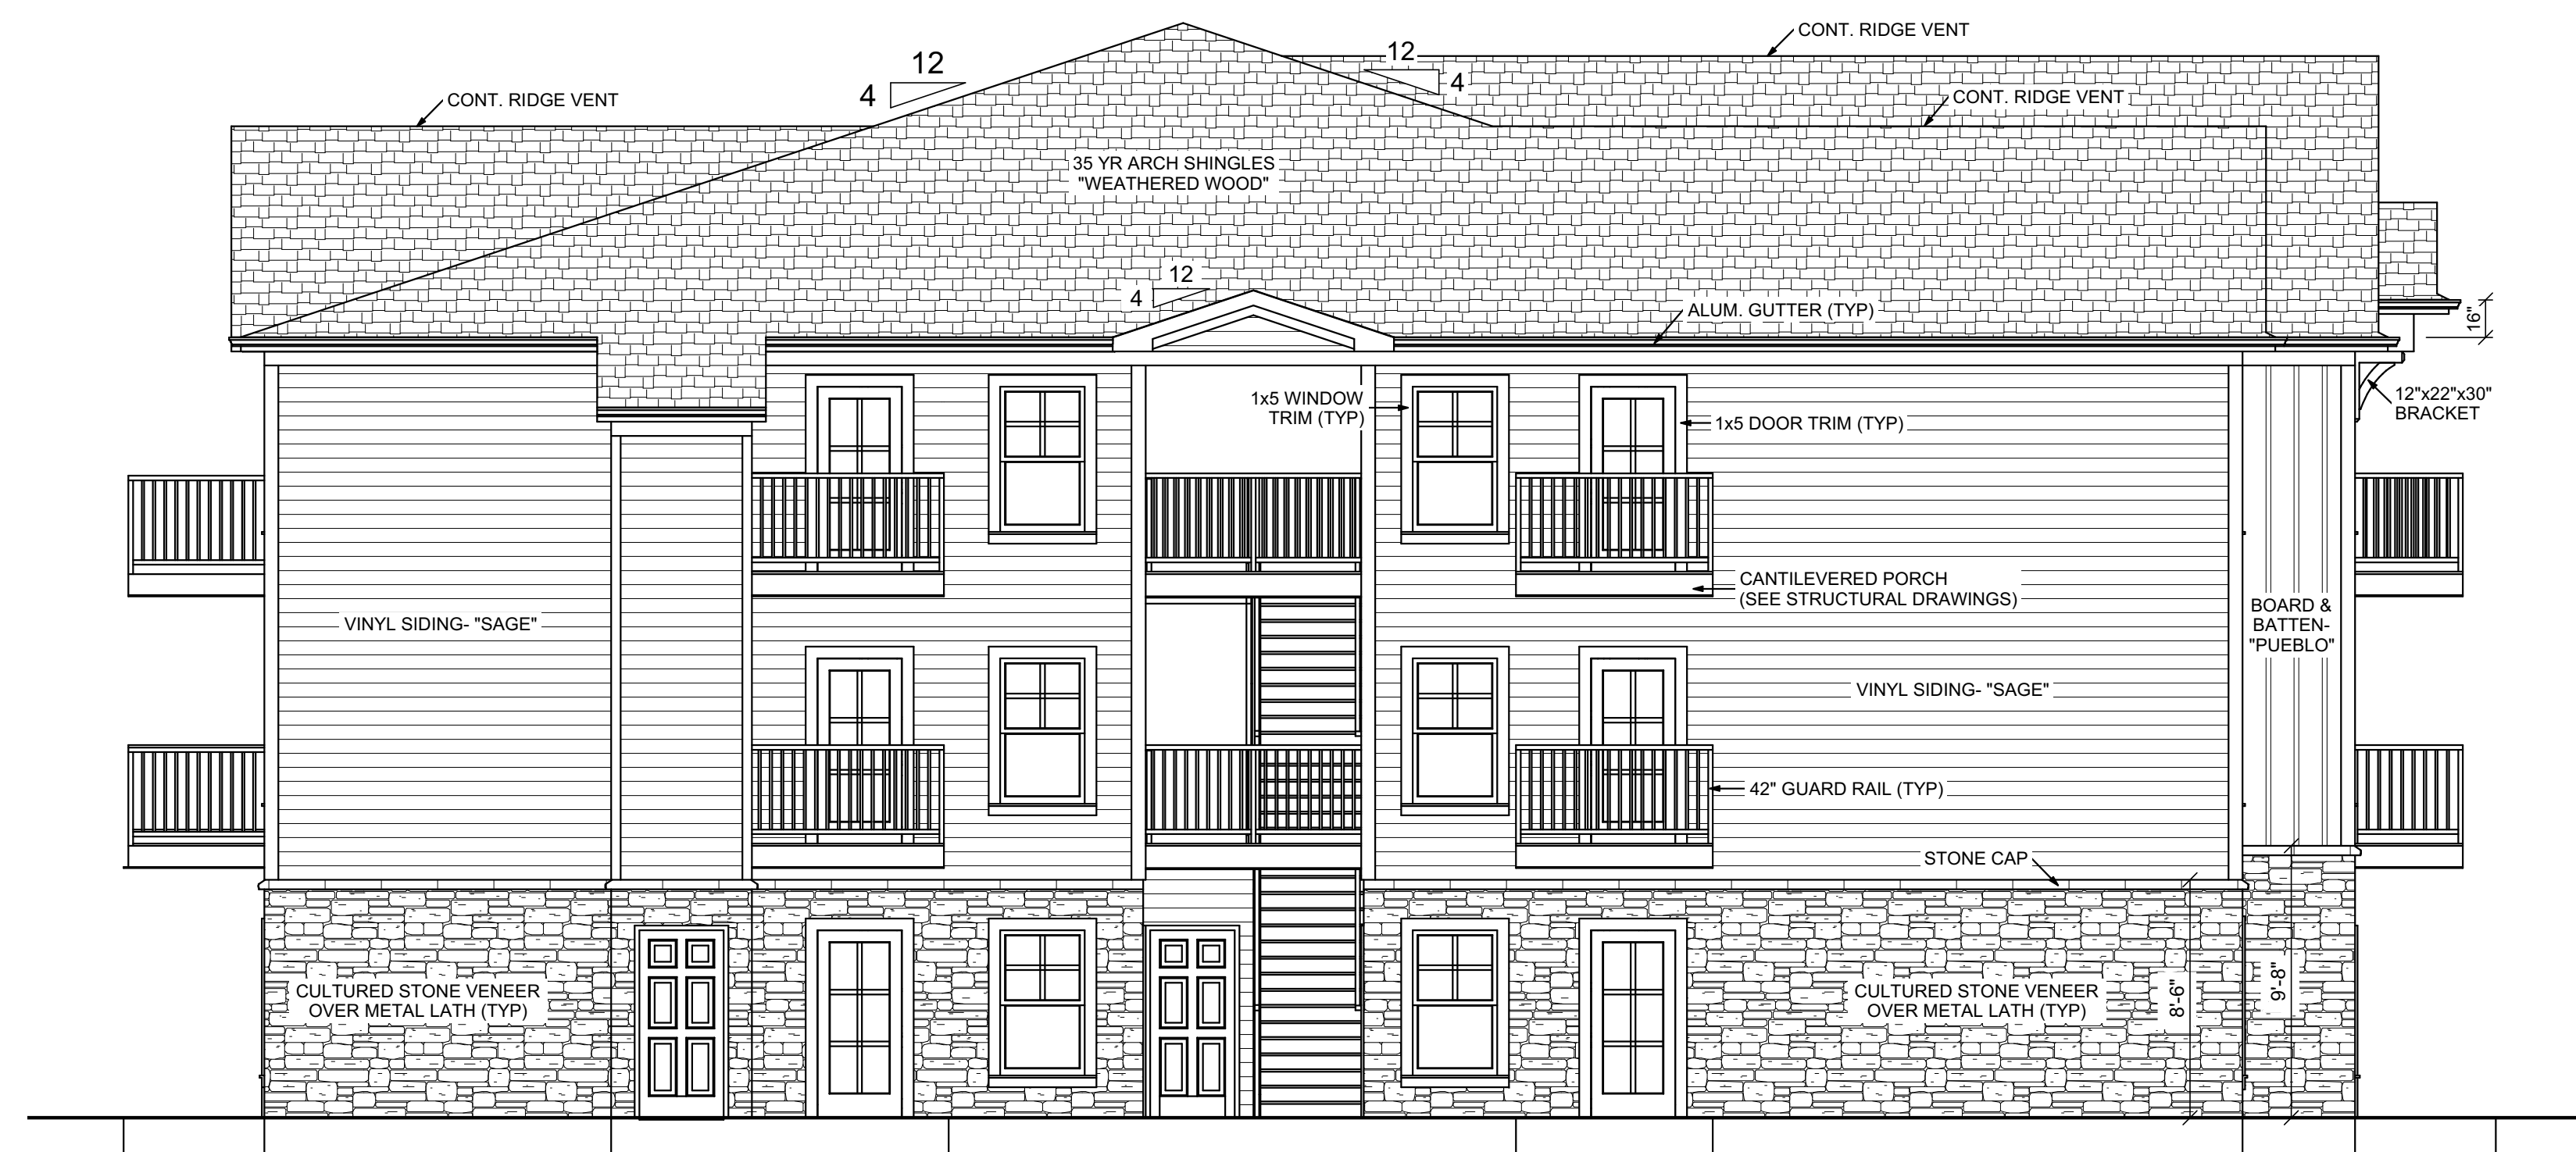 CONT. RIDGE VENT
12
12
4
4
CONT. RIDGE VENT
CONT. RIDGE VENT
35 YR ARCH SHINGLES
"WEATHERED WOOD"
12
4
ALUM. GUTTER (TYP)
16"
1x5 WINDOW
TRIM (TYP)
1x5 DOOR TRIM (TYP)
12"x22"x30"
BRACKET
CANTILEVERED PORCH
(SEE STRUCTURAL DRAWINGS)
VINYL SIDING- "SAGE"
BOARD &
BATTEN-
"PUEBLO"
VINYL SIDING- "SAGE"
42" GUARD RAIL (TYP)
STONE CAP
CULTURED STONE VENEER
OVER METAL LATH (TYP)
CULTURED STONE VENEER
OVER METAL LATH (TYP)
8'-6"
9'-8"